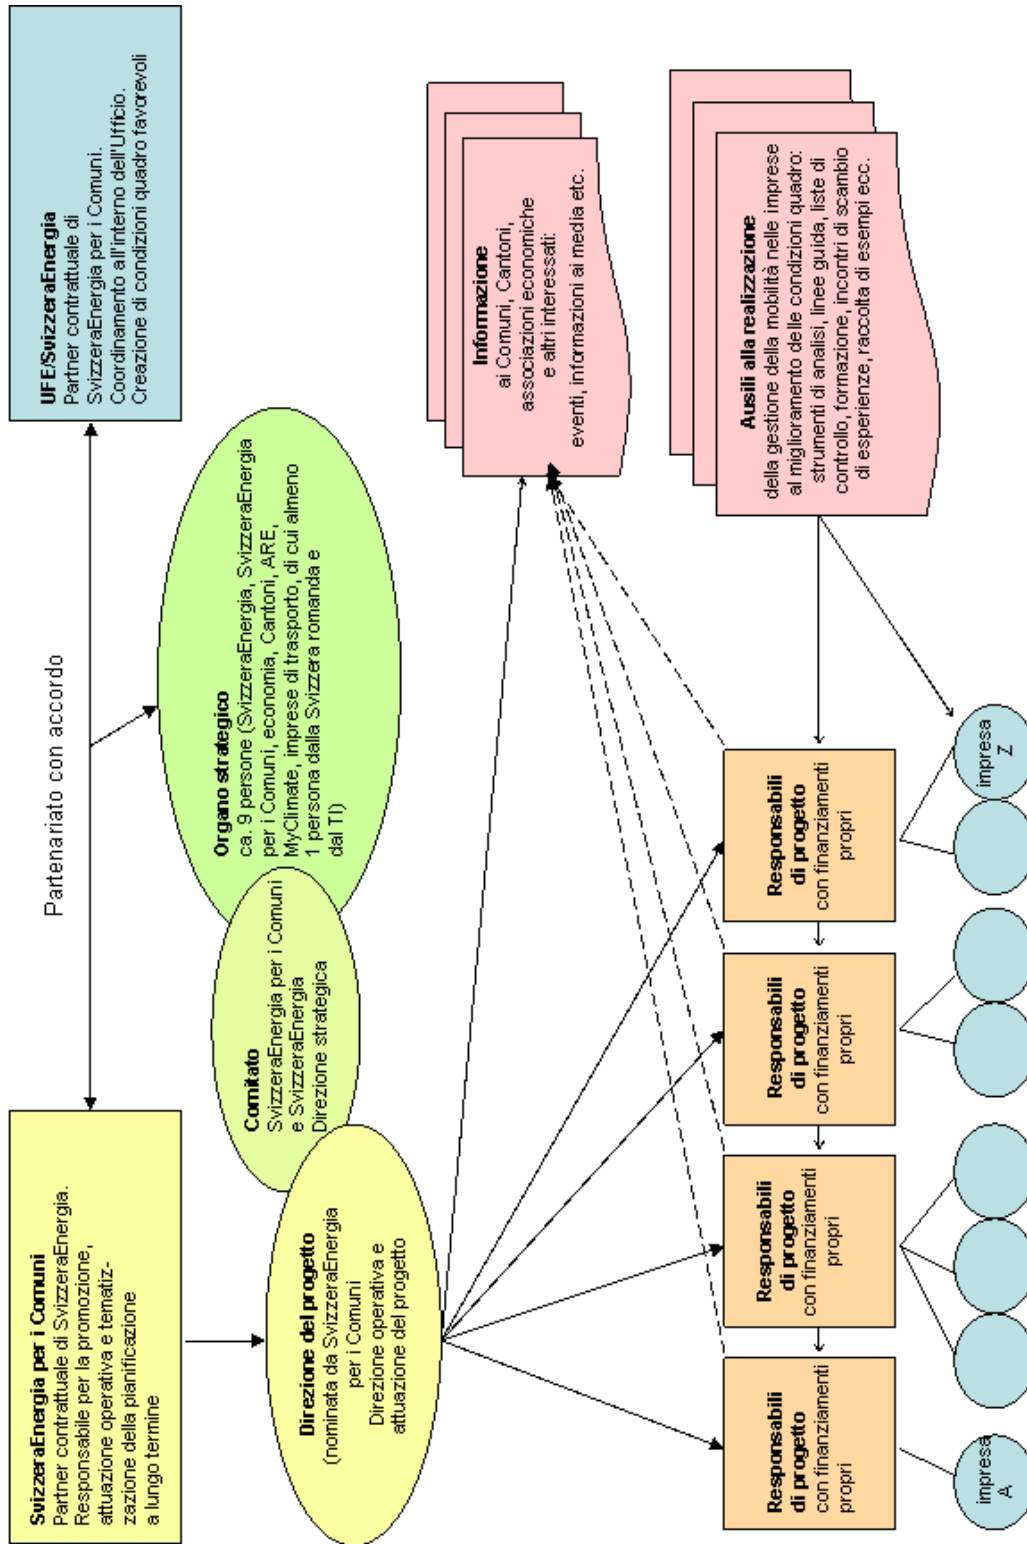 SvizzeraEnergia per i Comuni
Partner contrattuale di SvizzeraEnergia.
Responsabile per la promozione,
attuazione operativa e tematiz-
zazione della pianificazione
a lungo termine
Partenariato con accordo
UFE/SvizzeraEnergia
Partner contrattuale di
SvizzeraEnergia per i Comuni.
Coordinamento all'interno dell'Ufficio.
Creazione di condizioni quadro favorevoli
Organo strategico
ca. 9 persone (SvizzeraEnergia, SvizzeraEnergia
per i Comuni, economia, Cantoni, ARE,
MyClimate, imprese di trasporto, di cui almeno
1 persona dalla Svizzera romanda e
dal TI)
Comitato
SvizzeraEnergia per i Comuni
e SvizzeraEnergia
Direzione strategica
Direzione del progetto
(nominata da SvizzeraEnergia
per i Comuni
Direzione operativa e
attuazione del progetto
Informazione
ai Comuni, Cantoni,
associazioni economiche
e altri interessati:
eventi, informazioni ai media etc.
Ausili alla realizzazione
della gestione della mobilità nelle imprese
al miglioramento delle condizioni quadro:
strumenti di analisi, linee guida, liste di
controllo, formazione, incontri di scambio
di esperienze, raccolta di esempi ecc.
Responsabili
di progetto
con finanziamenti
propri
Responsabili
di progetto
con finanziamenti
propri
Responsabili
di progetto
con finanziamenti
propri
Responsabili
di progetto
con finanziamenti
propri
impresa
A
impresa
Z